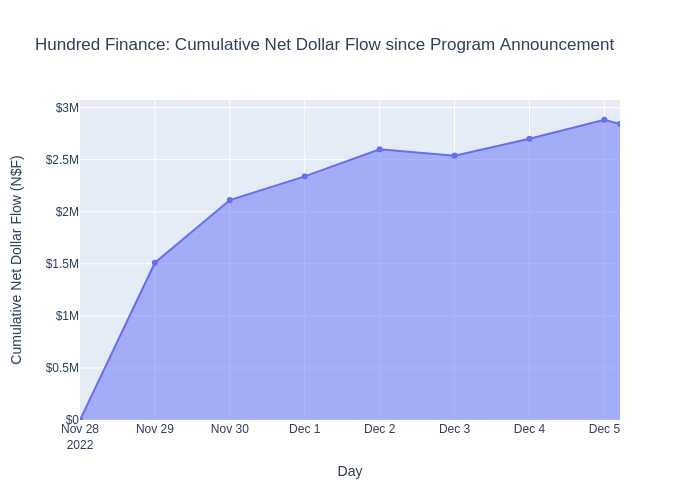 Hundred Finance: Cumulative Net Dollar Flow since Program Announcement
Cumulative Net Dollar Flow (N$F)
$3M
$2.5M
$2M
$1.5M
$1M
$0.5M
$0
Nov 28 Nov 29 Nov 30 Dec 1 Dec 2 Dec 3 Dec 4 Dec 5
2022
Day